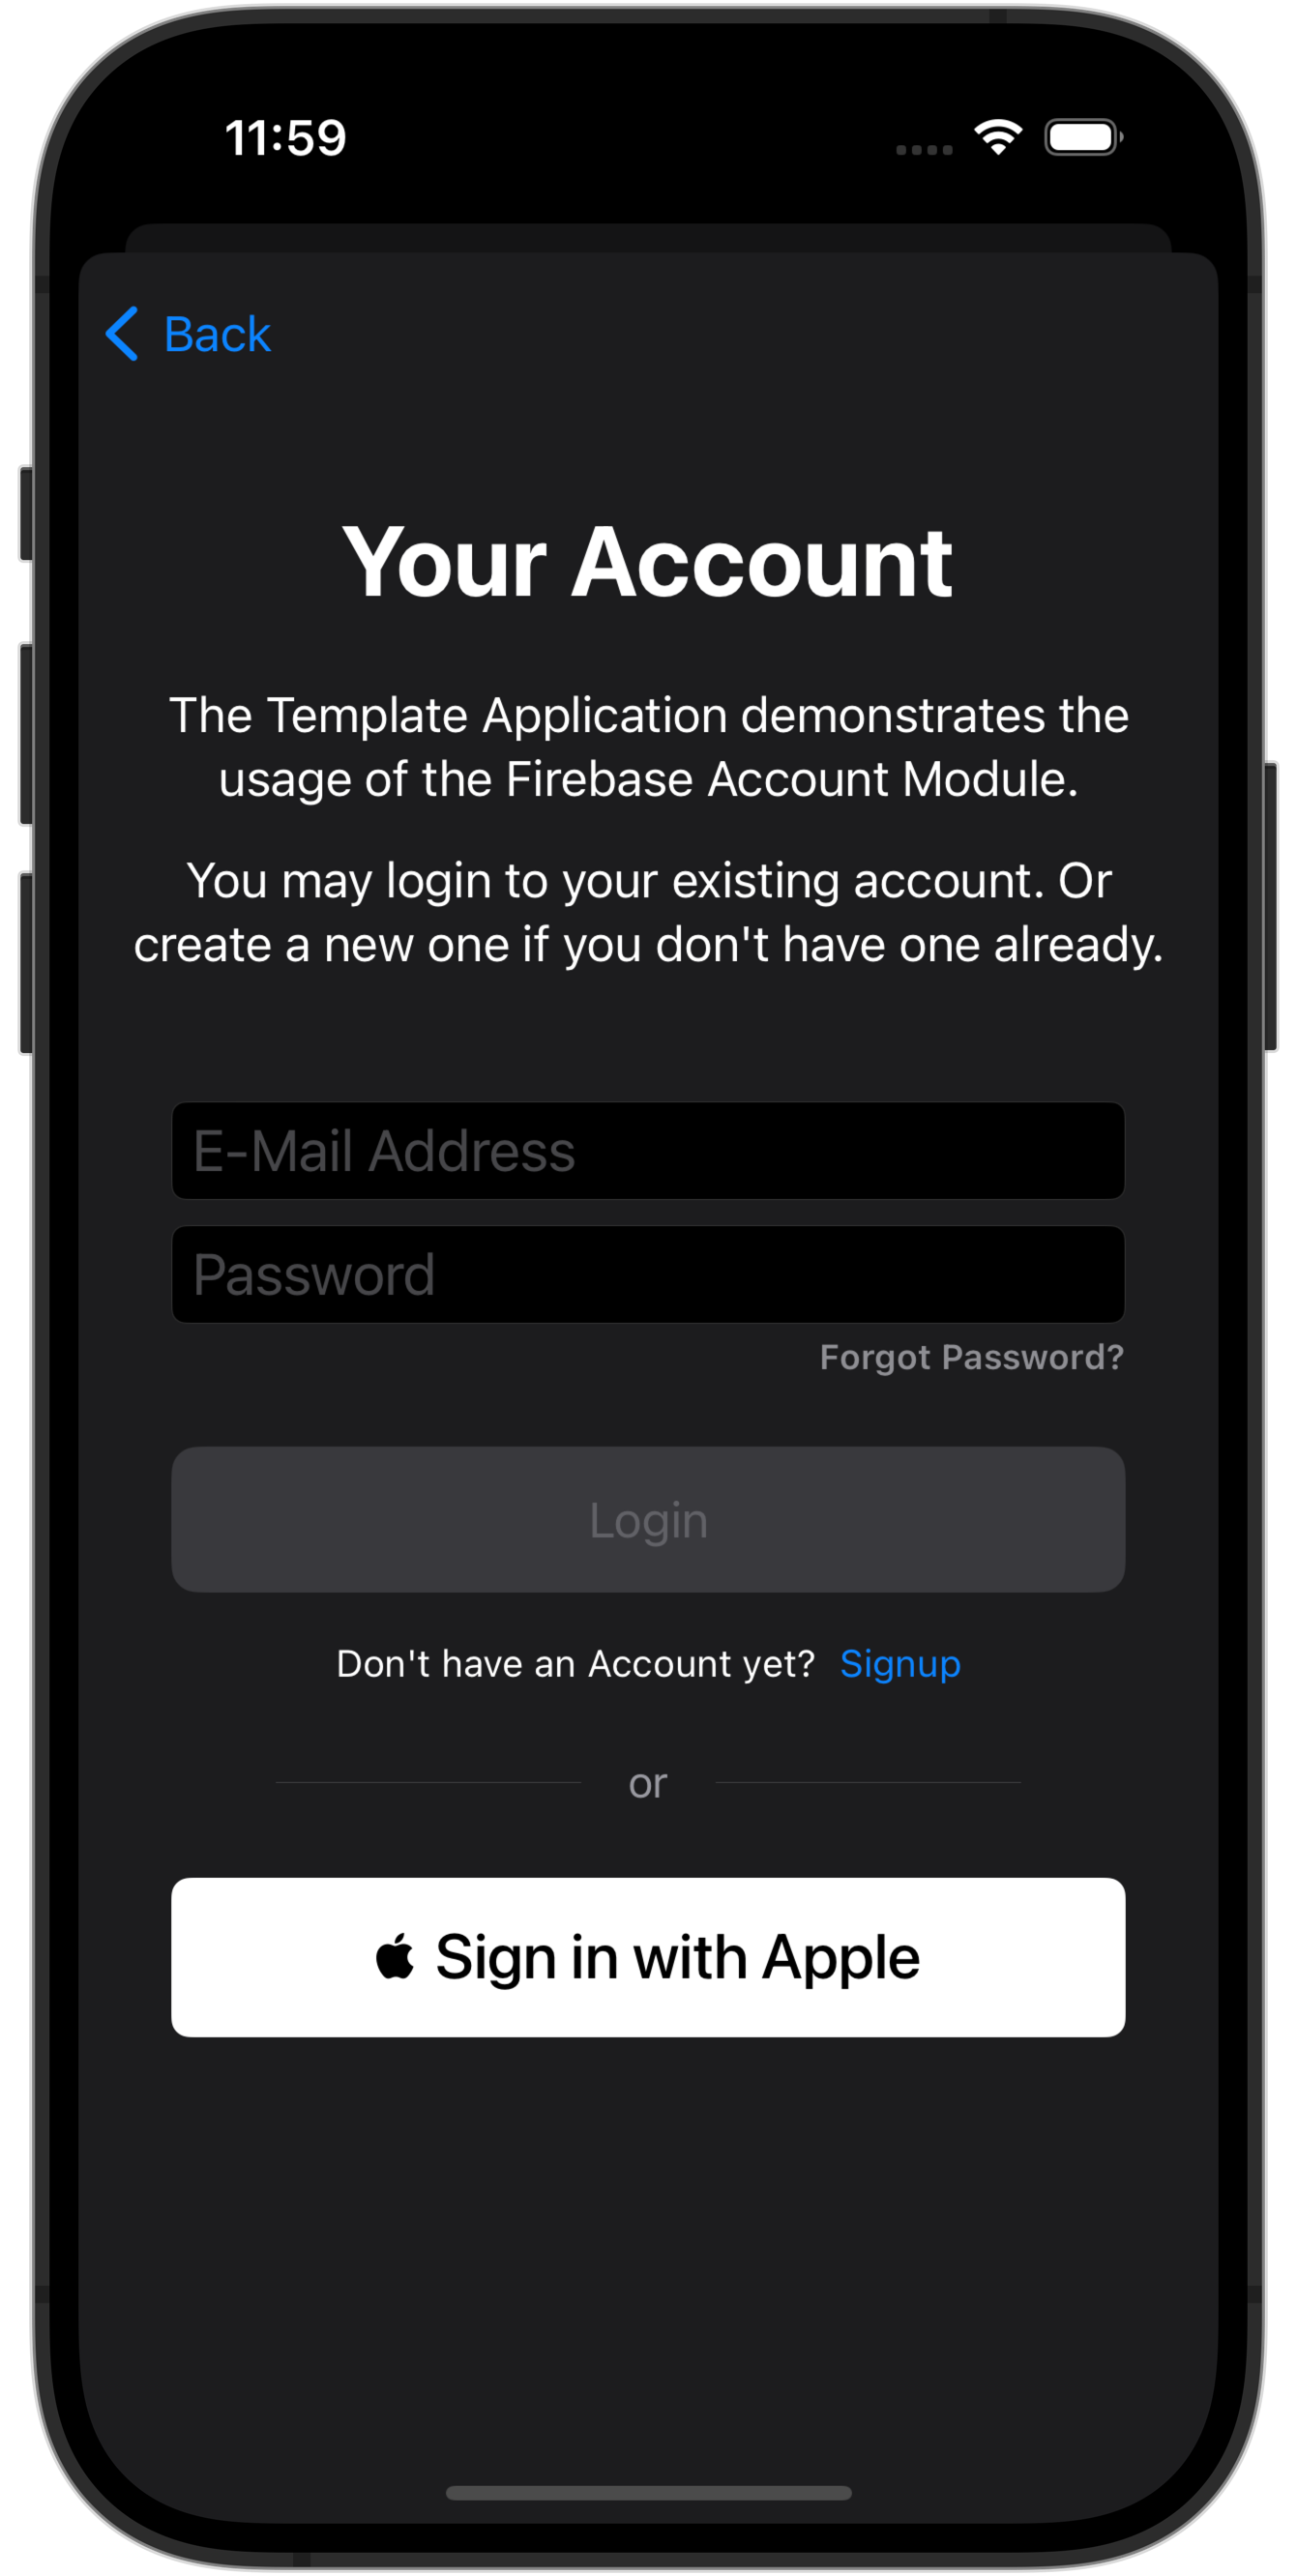 11:59
Back
Your Account
The Template Application demonstrates the
usage of the Firebase Account Module.
You may login to your existing account. Or
create a new one if you don't have one already.
E-Mail Address
Password
Forgot Password?
Login
Don't have an Account yet? Signup
or
Sign in with Apple